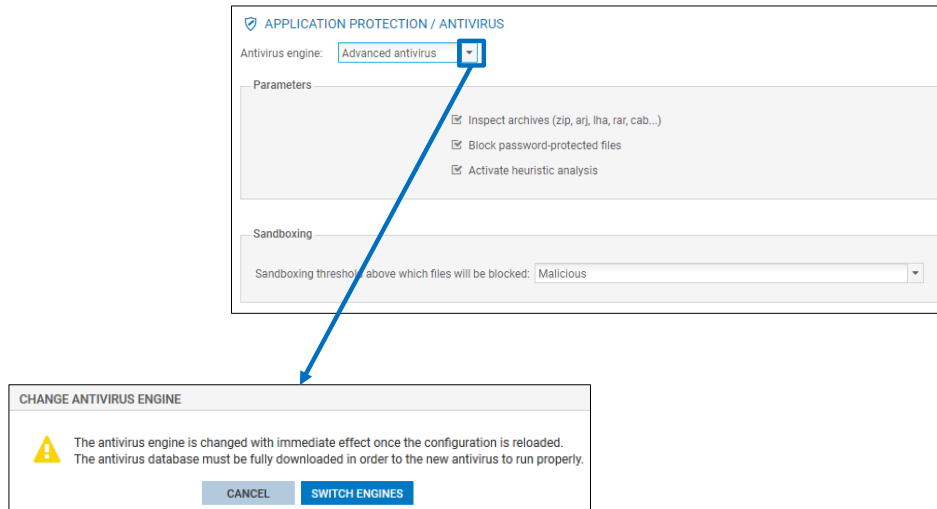 APPLICATION PROTECTION / ANTIVIRUS
Antivirus engine: Advanced antivirus
Parameters
Inspect archives (zip, arj, lha, rar, cab...)
Block password-protected files
Activate heuristic analysis
Sandboxing
Sandboxing threshold above which files will be blocked: Malicious
CHANGE ANTIVIRUS ENGINE
The antivirus engine is changed with immediate effect once the configuration is reloaded.
The antivirus database must be fully downloaded in order to the new antivirus to run properly.
CANCEL SWITCH ENGINES